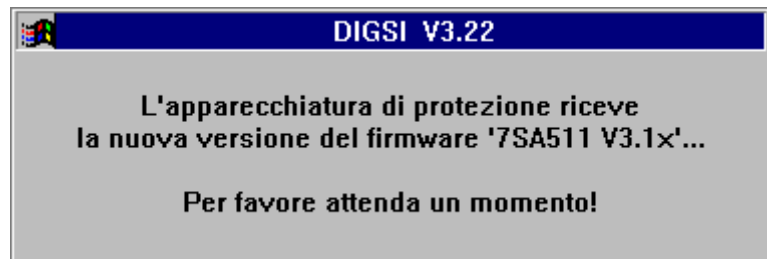 DIGSI V3.22
L'apparecchiatura di protezione riceve
la nuova versione del firmware '7SA511 V3.1x'...
Per favore attenda un momento!